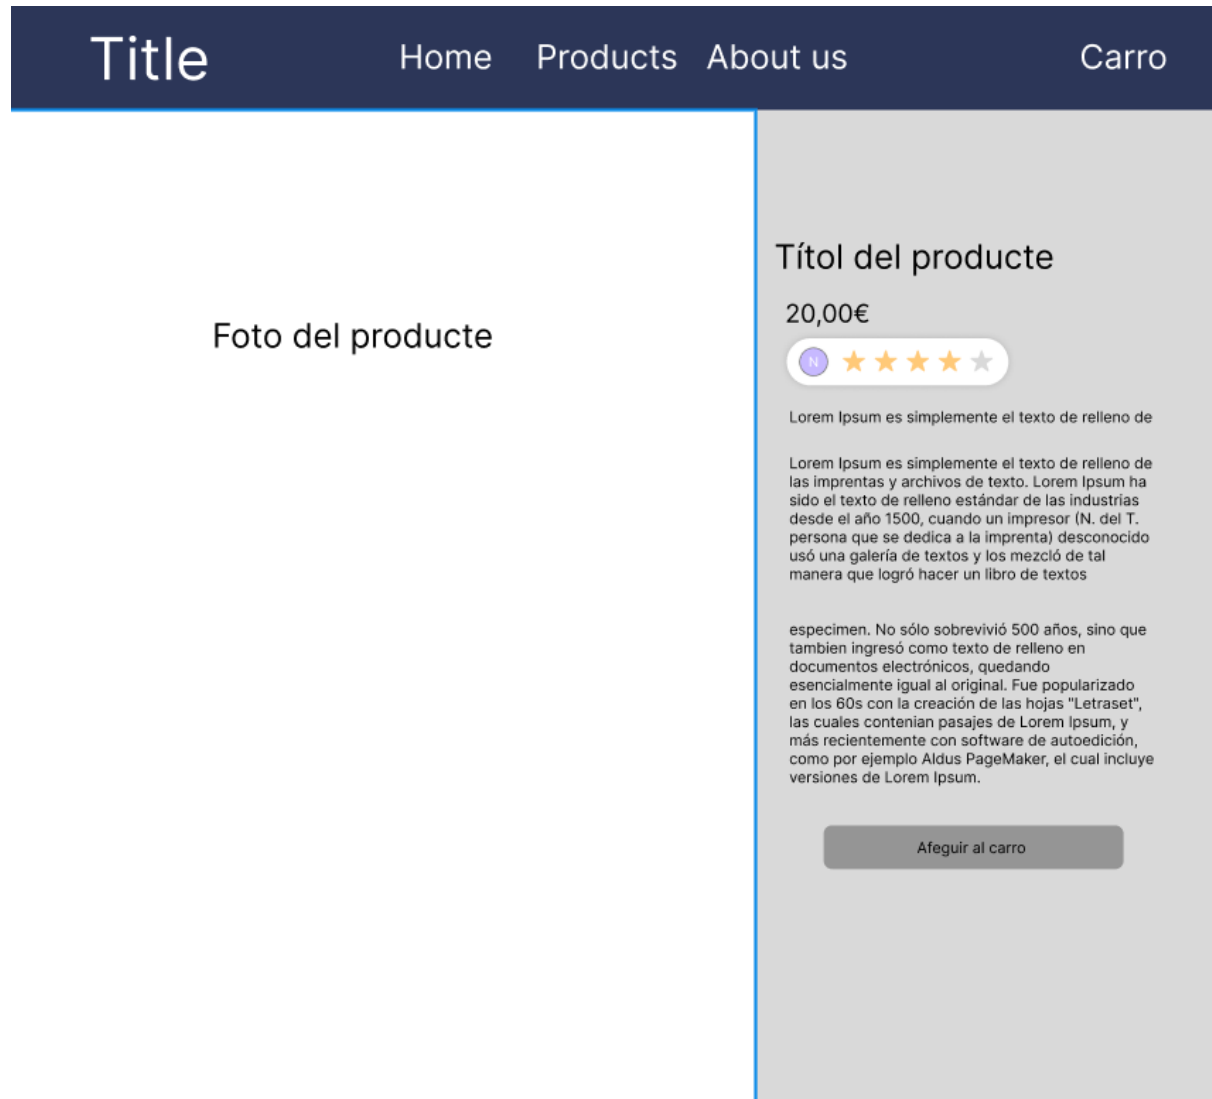 Title
Home
Products
About us
Carro
Foto del producte
Títol del producte
20,00€
N
Lorem Ipsum es simplemente el texto de relleno de
Lorem Ipsum es simplemente el texto de relleno de
las imprentas y archivos de texto. Lorem Ipsum ha
sido el texto de relleno estándar de las industrias
desde el año 1500, cuando un impresor (N. del T.
persona que se dedica a la imprenta) desconocido
usó una galería de textos y los mezcló de tal
manera que logró hacer un libro de textos
especimen. No sólo sobrevivió 500 años, sino que
tambien ingresó como texto de relleno en
documentos electrónicos, quedando
esencialmente igual al original. Fue popularizado
en los 60s con la creación de las hojas "Letraset",
las cuales contenian pasajes de Lorem Ipsum, y
más recientemente con software de autoedición,
como por ejemplo Aldus PageMaker, el cual incluye
versiones de Lorem Ipsum.
Afeguir al carro